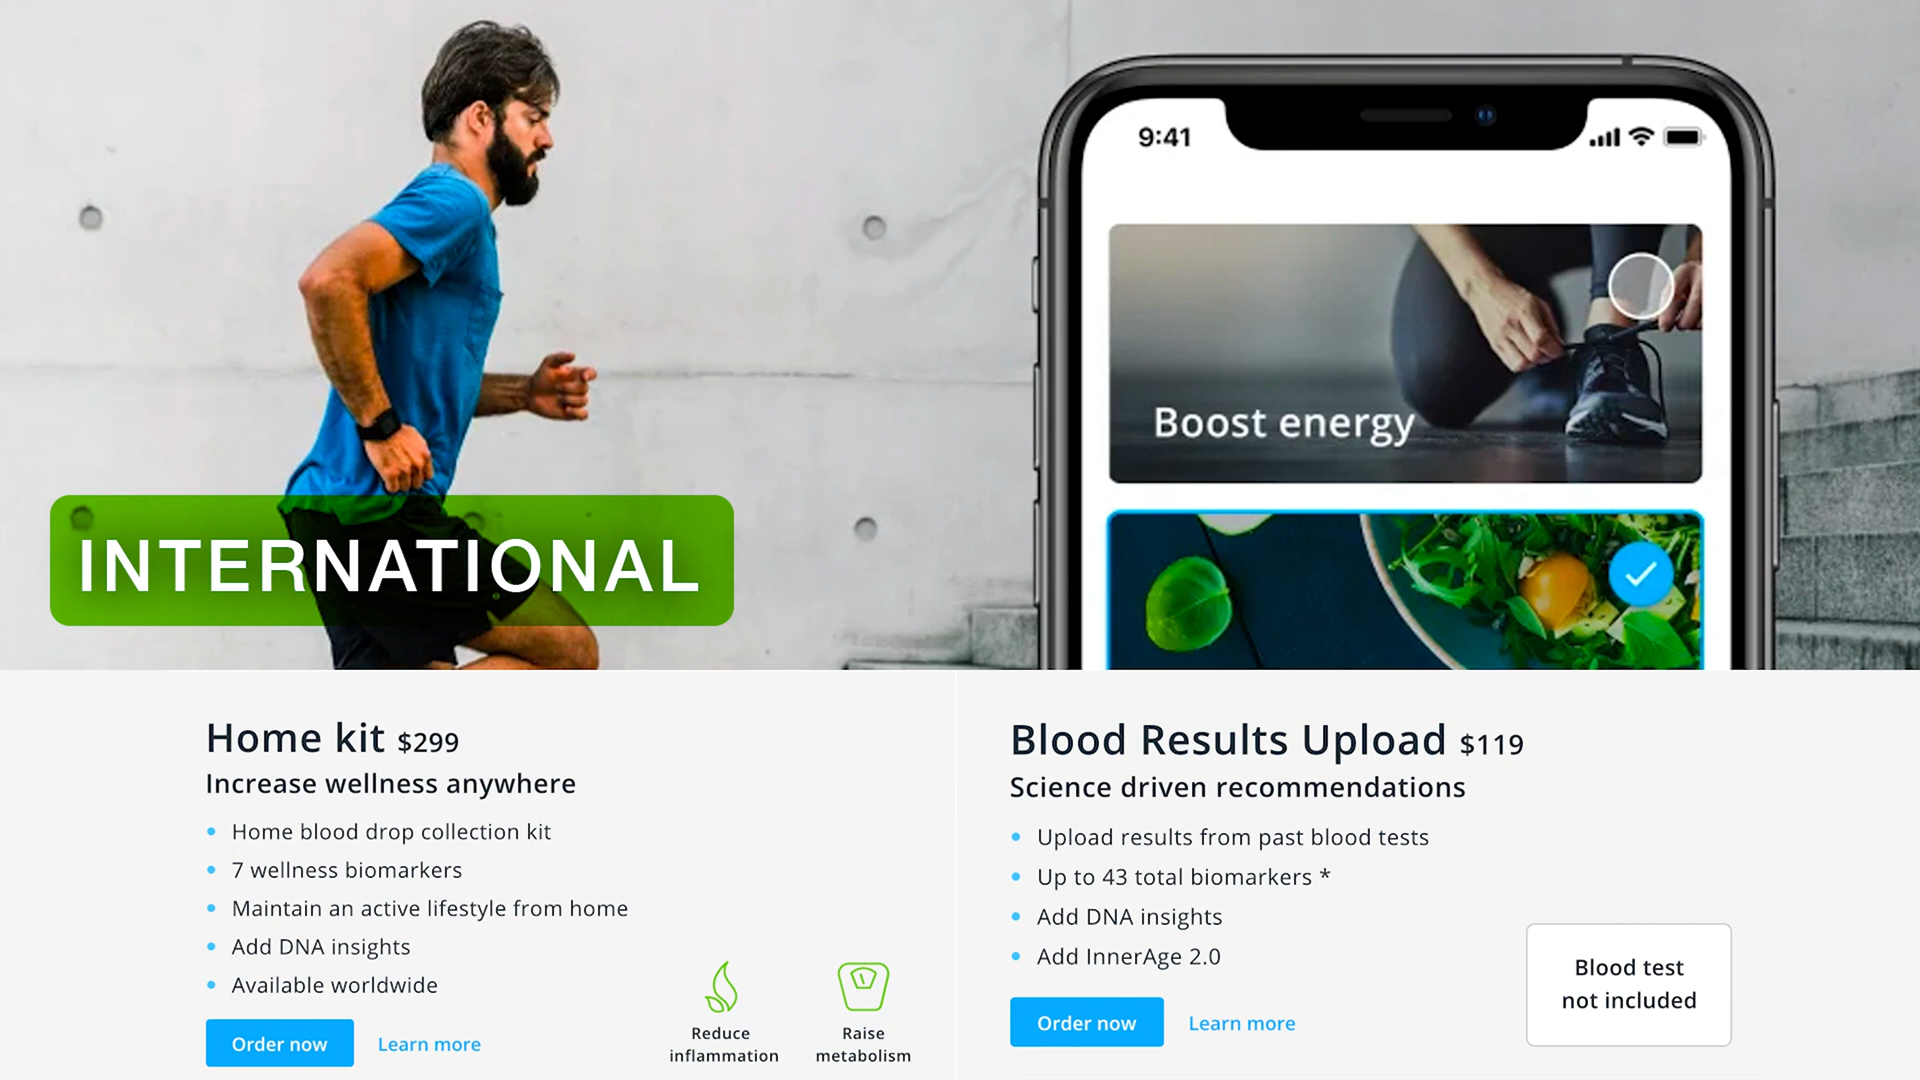 9:41
Boost energy
INTERNATIONAL
Home kit $299
Increase wellness anywhere
Home blood drop collection kit
7 wellness biomarkers
Maintain an active lifestyle from home
Add DNA insights
Available worldwide
Order now Learn more
Reduce
inflammation
Raise
metabolism
Blood Results Upload $119
Science driven recommendations
Upload results from past blood tests
Up to 43 total biomarkers *
Add DNA insights
Add InnerAge 2.0
Order now Learn more
Blood test
not included